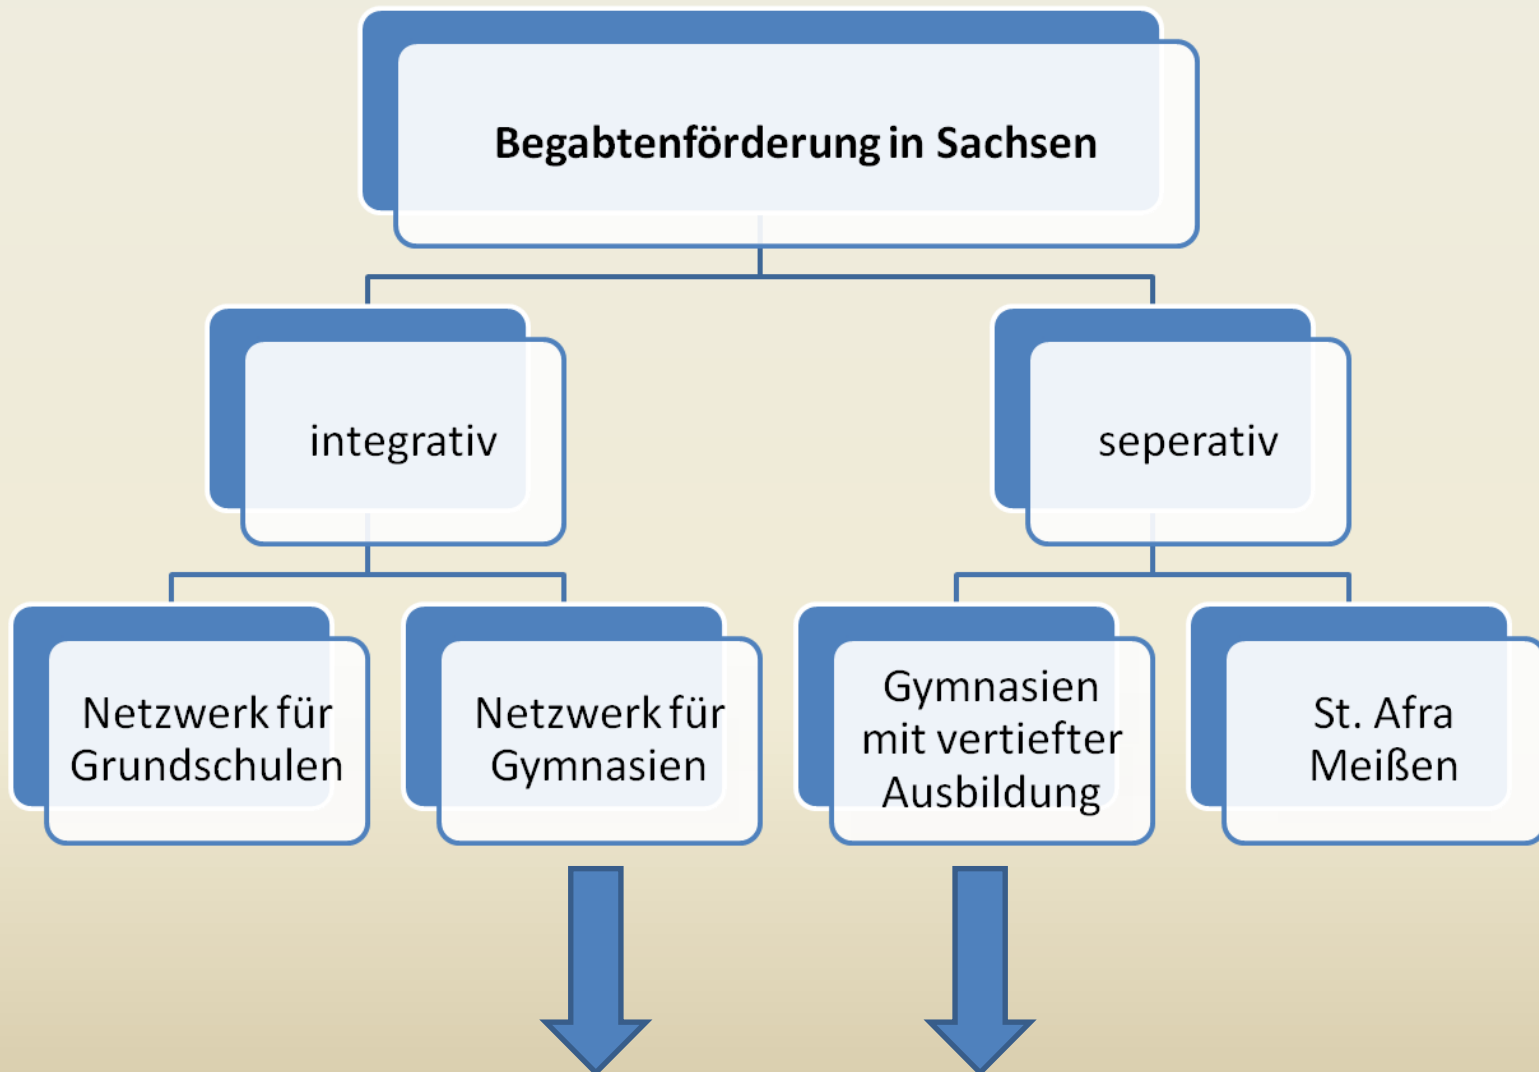 Begabtenförderung in Sachsen
integrativ
seperativ
Netzwerk für
Grundschulen
Netzwerk für
Gymnasien
Gymnasien
mit vertiefter
Ausbildung
St. Afra
Meißen